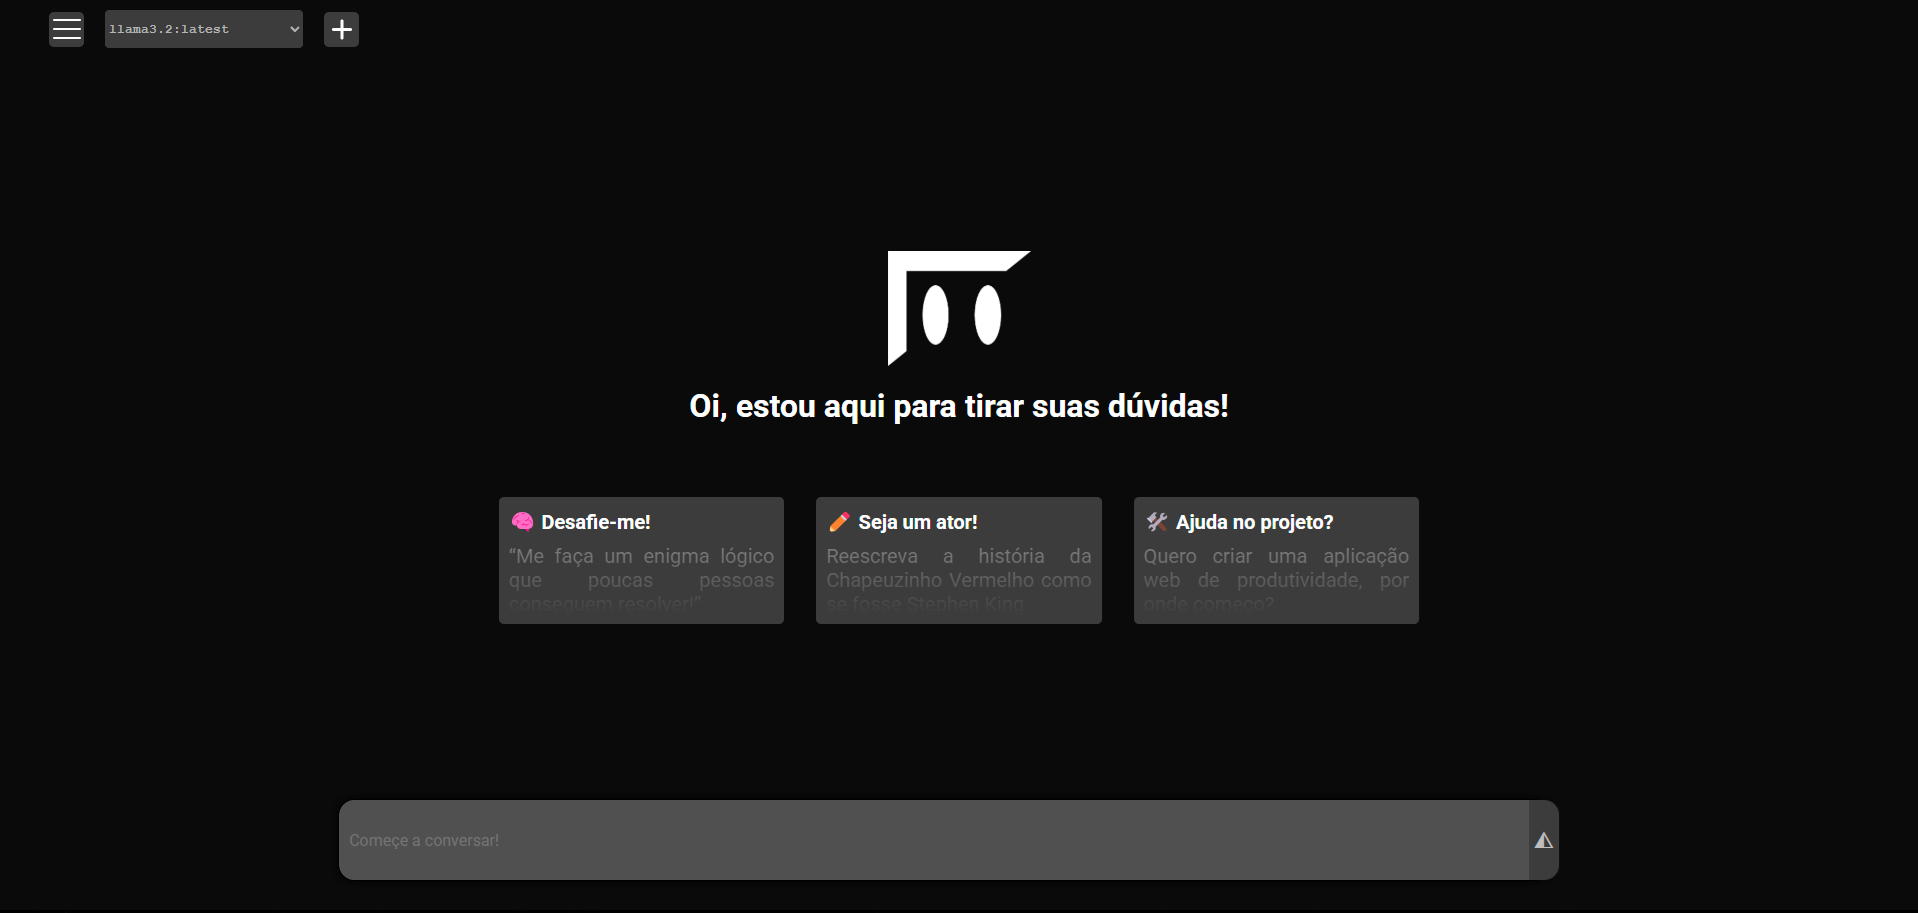 llama3.2:latest
Oi, estou aqui para tirar suas dúvidas!
Desafie-me!
“Me faça um enigma lógico
que poucas pessoas
conseguem resolver!”
Seja um ator!
Reescreva a história da
Chapeuzinho Vermelho como
se fosse Stephen King
Ajuda no projeto?
Quero criar uma aplicação
web de produtividade, por
onde começo?
Começe a conversar!